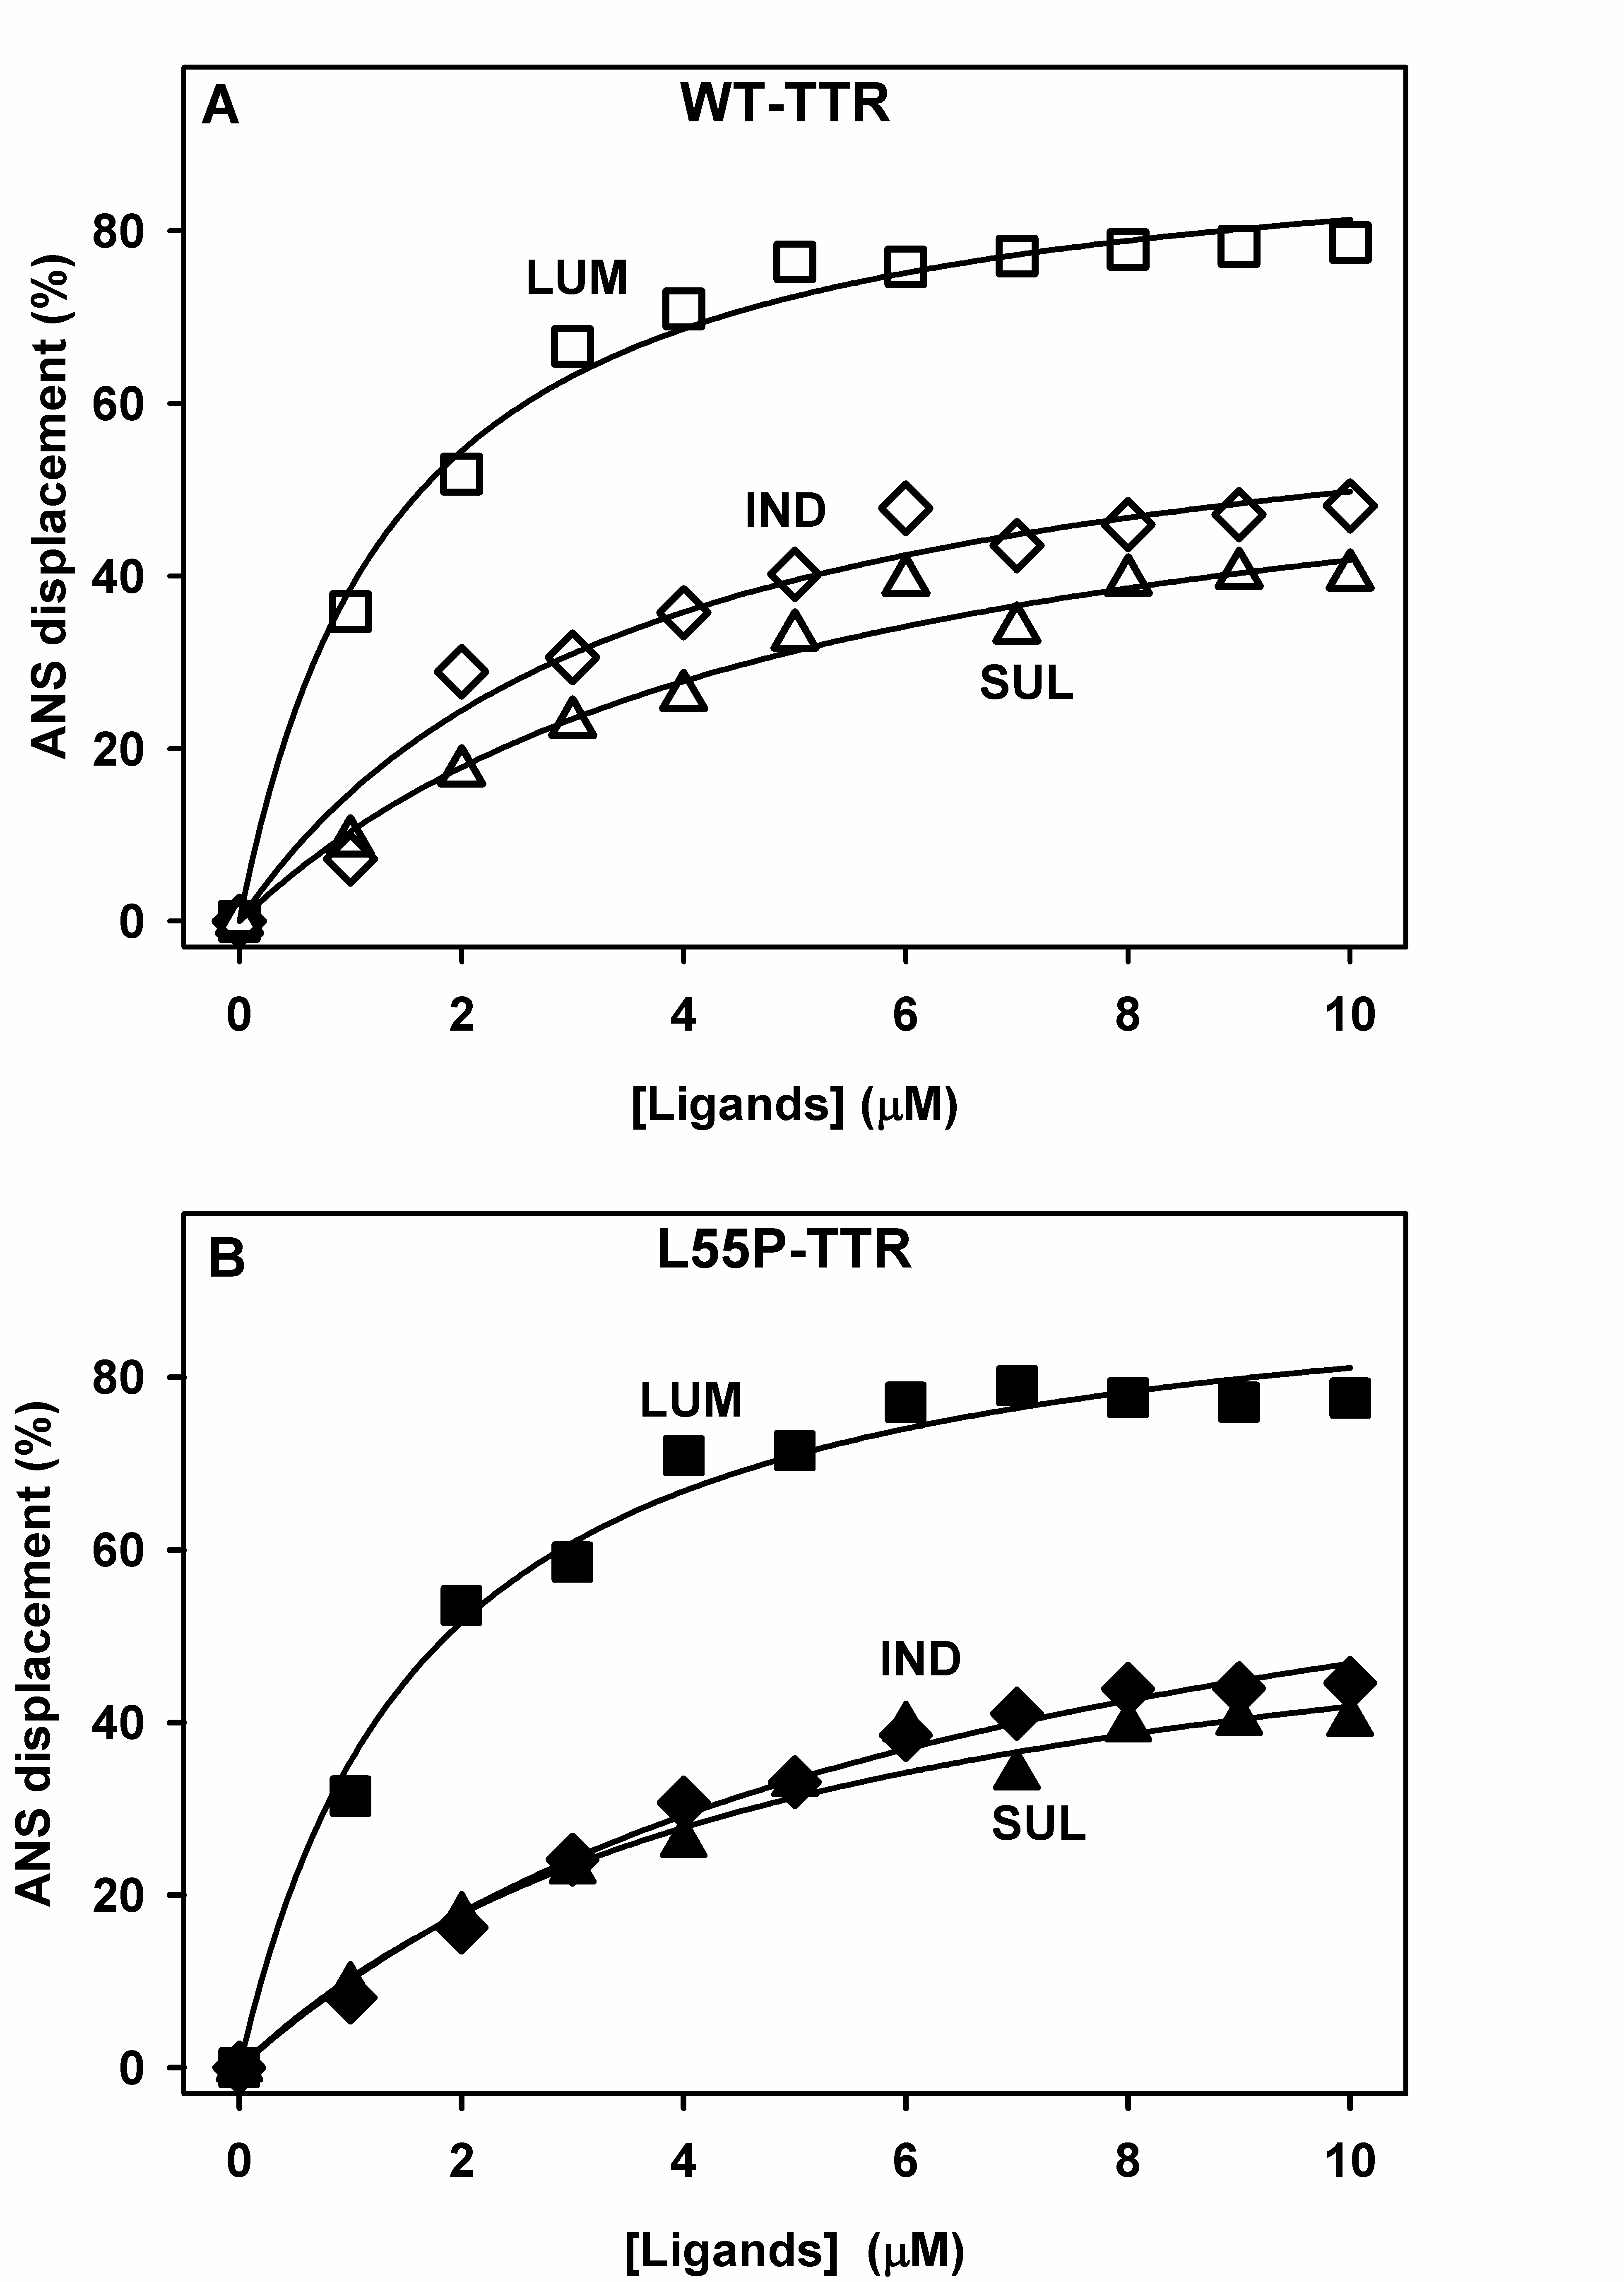 A
WT-TTR
ANS displacement (%)
80
60
40
20
0
LUM
IND
SUL
0 2 4 6 8 10
[Ligands] (μM)
B
L55P-TTR
ANS displacement (%)
80
60
40
20
0
LUM
IND
SUL
0 2 4 6 8 10
[Ligands] (μM)